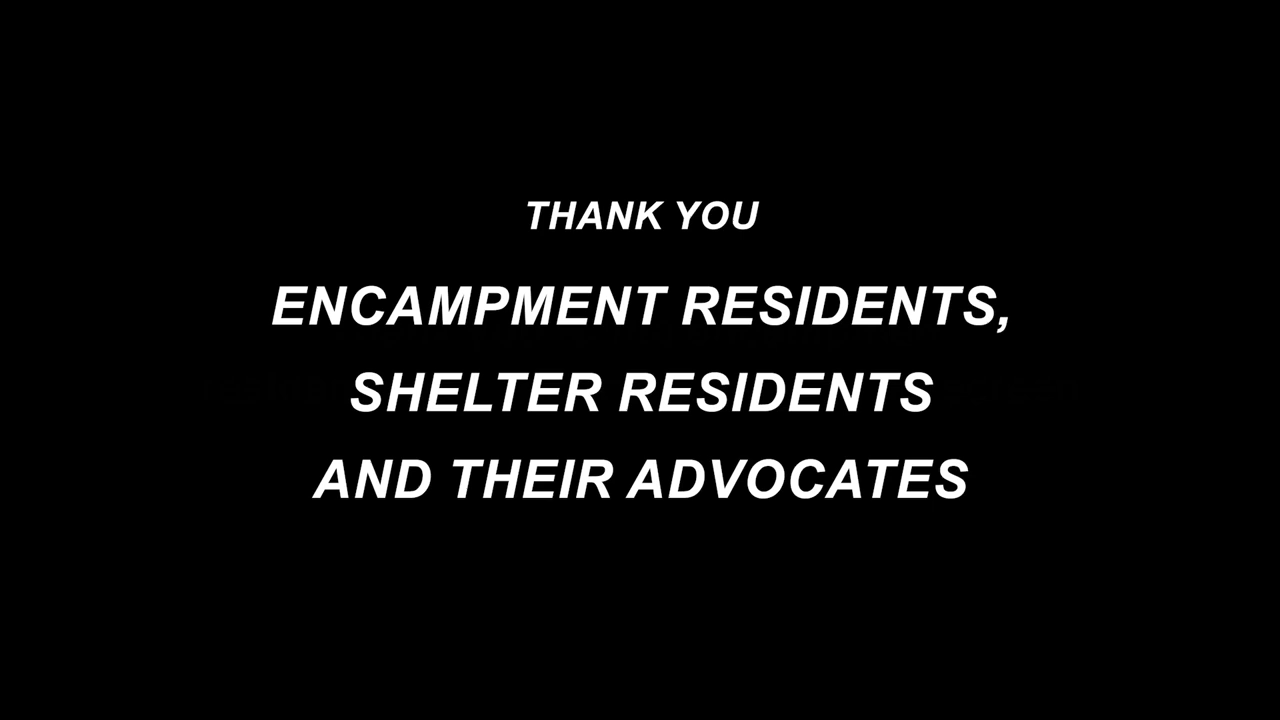 THANK YOU
ENCAMPMENT RESIDENTS,
SHELTER RESIDENTS
AND THEIR ADVOCATES